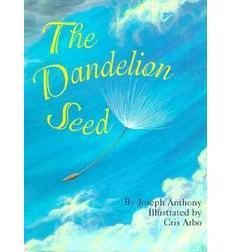 The
Dandelion
Seed
By Joseph Anthony
Illustrated by
Cris Arbo